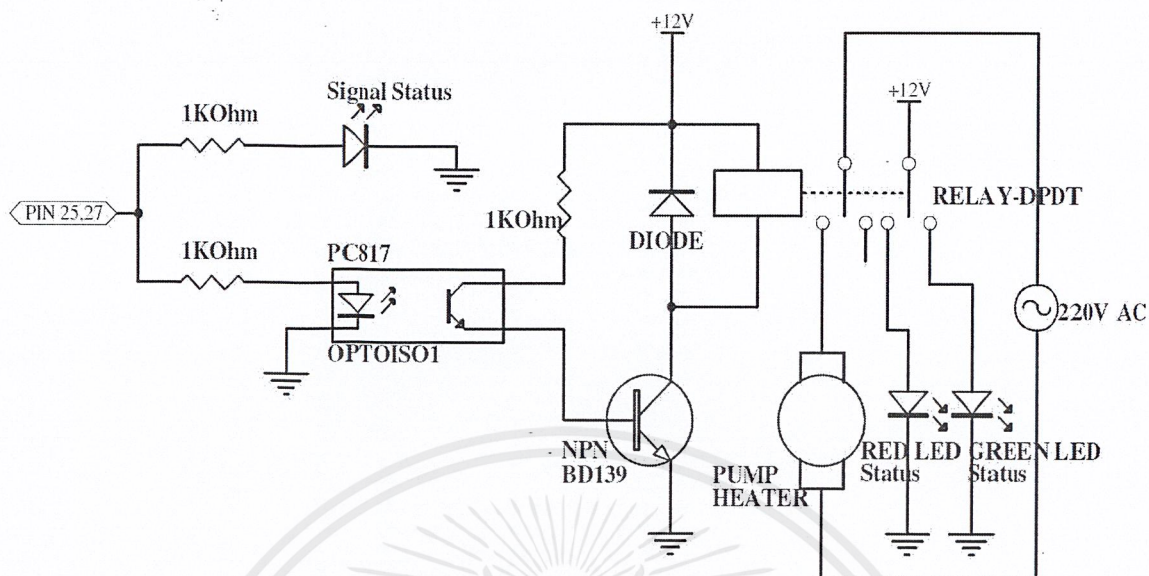 +12V
+12V
Signal Status
1KOhm
PIN 25,27
1KOhm
RELAY-DPDT
DIODE
1KOhm
PC817
220V AC
OPTOISO1
NPN
BD139
PUMP
HEATER
RED LED
Status
GREEN LED
Status